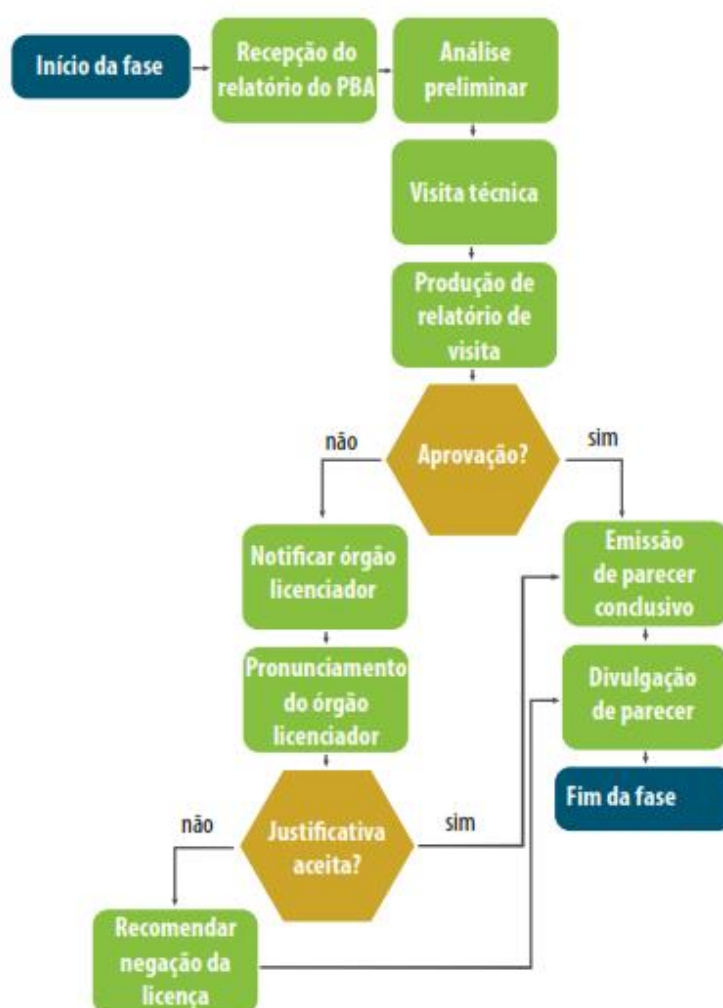 Início da fase
Recepção do
relatório do PBA
Análise
preliminar
Visita técnica
Produção de
relatório de
visita
Aprovação?
não
sim
Notificar órgão
licenciador
Emissão
de parecer
conclusivo
Pronunciamento
do órgão
licenciador
Divulgação
de parecer
Fim da fase
Justificativa
aceita?
não
sim
Recomendar
negação da
licença